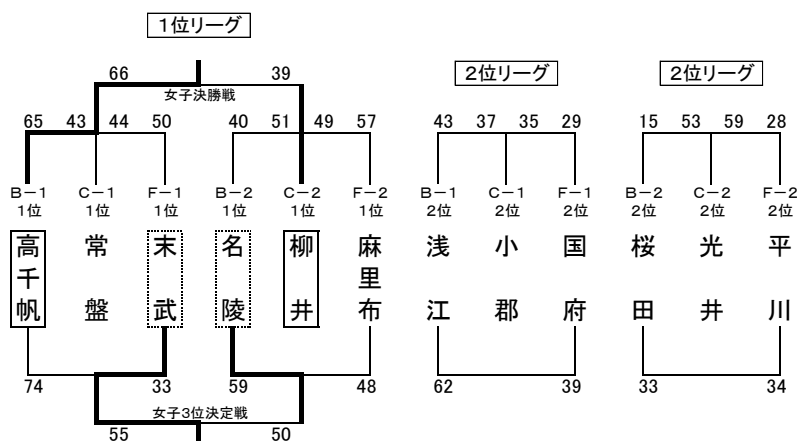 1位リーグ
66 39
女子決勝戦
65 43 44 50 40 51 49 57
B-1 C-1 F-1 B-2 C-2 F-2
1位 1位 1位 1位 1位 1位
高千帆 常盤 末武 名陵 柳井 麻里布
74 33 59 48
女子3位決定戦
55 50
2位リーグ
43 37 35 29
B-1 C-1 F-1
2位 2位 2位
浅江 小郡 国府
62 39
2位リーグ
15 53 59 28
B-2 C-2 F-2
2位 2位 2位
桜田 光井 平川
33 34